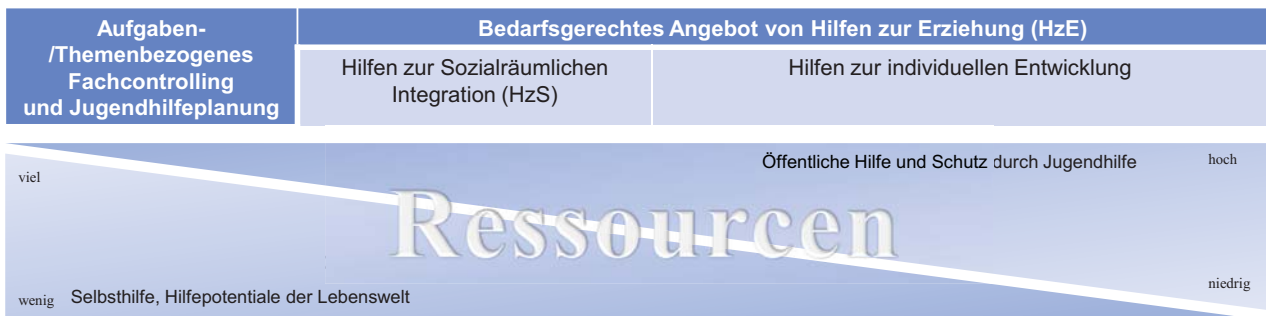 Aufgaben-
/Themenbezogenes
Fachcontrolling
und Jugendhilfeplanung
Bedarfsgerechtes Angebot von Hilfen zur Erziehung (HzE)
Hilfen zur Sozialräumlichen
Integration (HzS)
Hilfen zur individuellen Entwicklung
Öffentliche Hilfe und Schutz durch Jugendhilfe
hoch
viel
Ressourcen
niedrig
wenig
Selbsthilfe, Hilfepotentiale der Lebenswelt